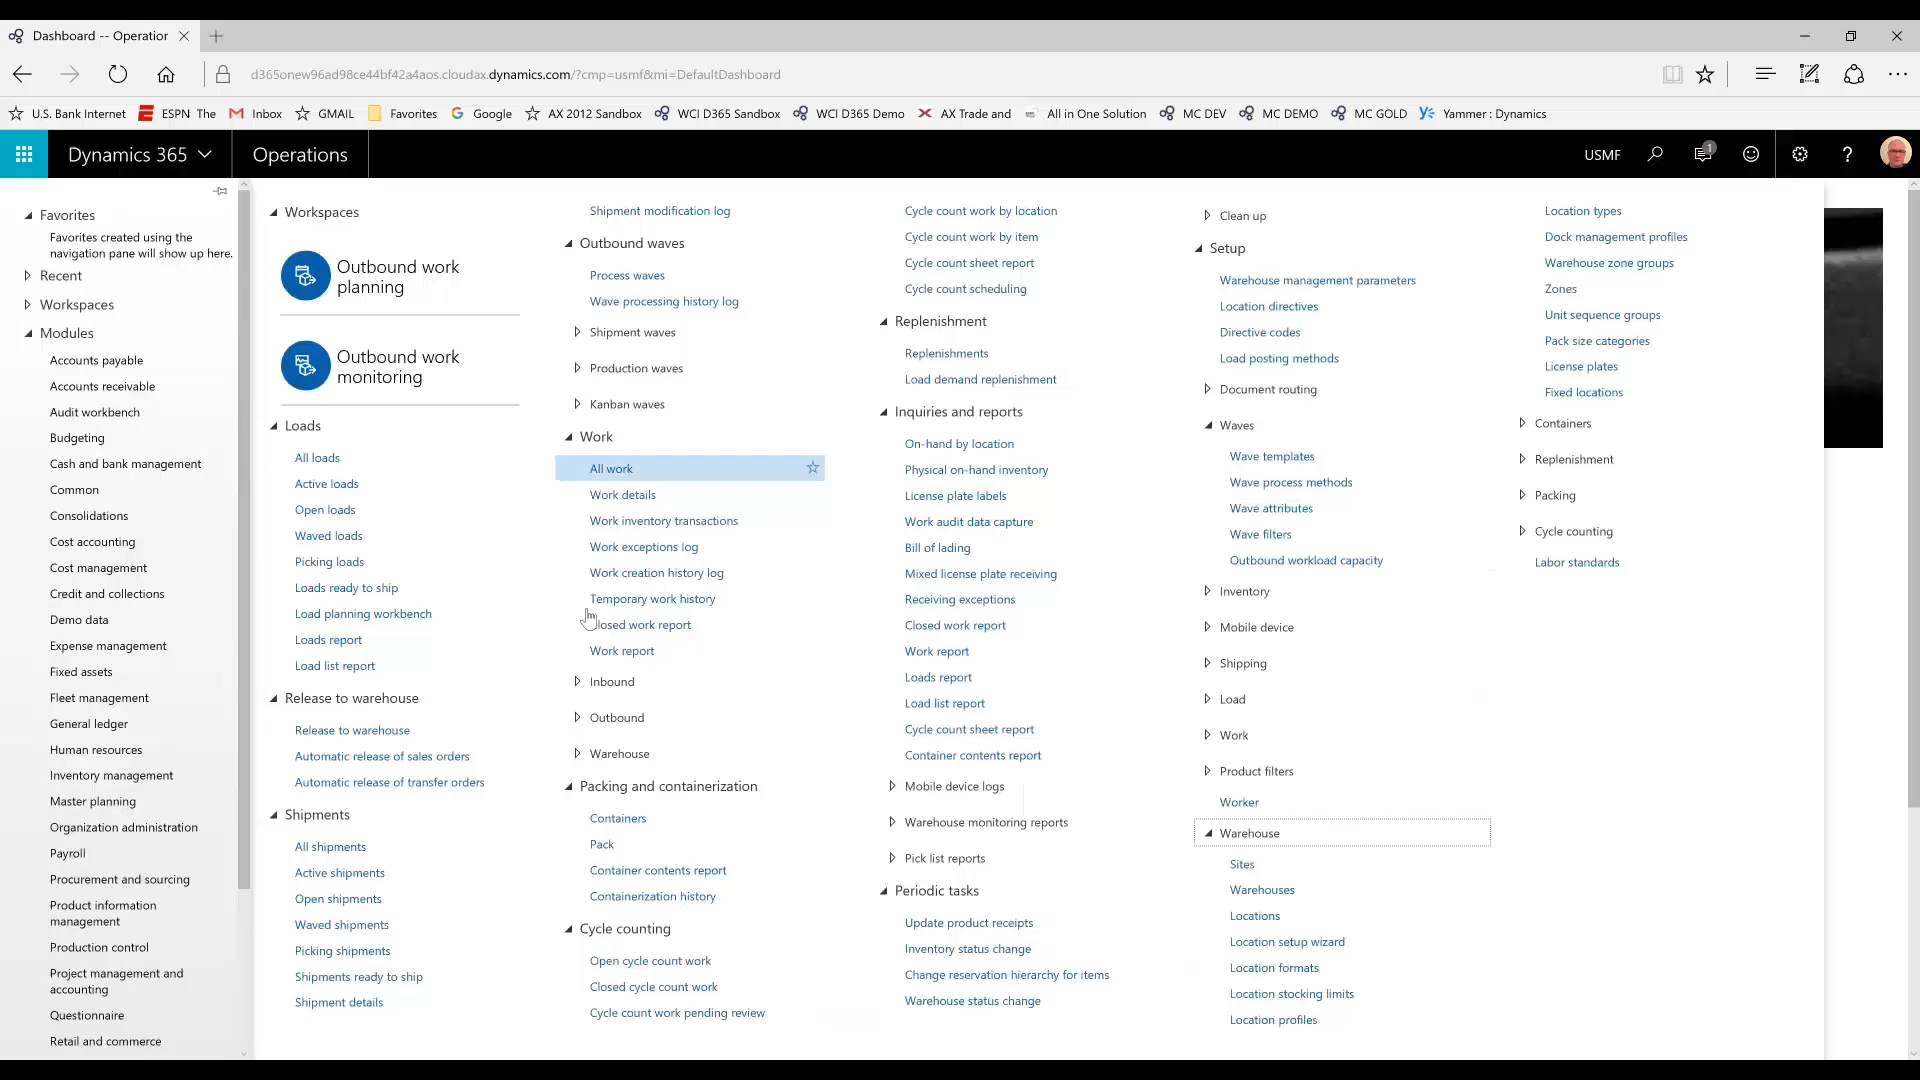 Dashboard -- Operation
d365onew96ad98ce44bf42a4aos.cloudax.dynamics.com/?cmp=usmf&mi=DefaultDashboard
U.S. Bank Internet
ESPN The
Inbox
GMAIL
Favorites
Google
AX 2012 Sandbox
WCI D365 Sandbox
WCI D365 Demo
AX Trade and
All in One Solution
MC DEV
MC DEMO
MC GOLD
Yammer : Dynamics
Dynamics 365
Operations
USMF
1
?
Favorites
Favorites created using the
navigation pane will show up here.
Recent
Workspaces
Modules
Accounts payable
Accounts receivable
Audit workbench
Budgeting
Cash and bank management
Common
Consolidations
Cost accounting
Cost management
Credit and collections
Demo data
Expense management
Fixed assets
Fleet management
General ledger
Human resources
Inventory management
Master planning
Organization administration
Payroll
Procurement and sourcing
Product information
management
Production control
Project management and
accounting
Questionnaire
Retail and commerce
Workspaces
Outbound work
planning
Outbound work
monitoring
Loads
All loads
Active loads
Open loads
Waved loads
Picking loads
Loads ready to ship
Load planning workbench
Loads report
Load list report
Release to warehouse
Release to warehouse
Automatic release of sales orders
Automatic release of transfer orders
Shipments
All shipments
Active shipments
Open shipments
Waved shipments
Picking shipments
Shipments ready to ship
Shipment details
Shipment modification log
Outbound waves
Process waves
Wave processing history log
Shipment waves
Production waves
Kanban waves
Work
All work
Work details
Work inventory transactions
Work exceptions log
Work creation history log
Temporary work history
Closed work report
Work report
Inbound
Outbound
Warehouse
Packing and containerization
Containers
Pack
Container contents report
Containerization history
Cycle counting
Open cycle count work
Closed cycle count work
Cycle count work pending review
Cycle count work by location
Cycle count work by item
Cycle count sheet report
Cycle count scheduling
Replenishment
Replenishments
Load demand replenishment
Inquiries and reports
On-hand by location
Physical on-hand inventory
License plate labels
Work audit data capture
Bill of lading
Mixed license plate receiving
Receiving exceptions
Closed work report
Work report
Loads report
Load list report
Cycle count sheet report
Container contents report
Mobile device logs
Warehouse monitoring reports
Pick list reports
Periodic tasks
Update product receipts
Inventory status change
Change reservation hierarchy for items
Warehouse status change
Clean up
Setup
Warehouse management parameters
Location directives
Directive codes
Load posting methods
Document routing
Waves
Wave templates
Wave process methods
Wave attributes
Wave filters
Outbound workload capacity
Inventory
Mobile device
Shipping
Load
Work
Product filters
Worker
Warehouse
Sites
Warehouses
Locations
Location setup wizard
Location formats
Location stocking limits
Location profiles
Location types
Dock management profiles
Warehouse zone groups
Zones
Unit sequence groups
Pack size categories
License plates
Fixed locations
Containers
Replenishment
Packing
Cycle counting
Labor standards